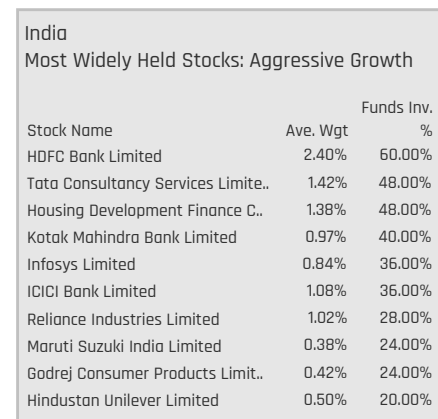 India
Most Widely Held Stocks: Aggressive Growth
Funds Inv.
Stock Name Ave. Wgt %
HDFC Bank Limited 2.40% 60.00%
Tata Consultancy Services Limite.. 1.42% 48.00%
Housing Development Finance C.. 1.38% 48.00%
Kotak Mahindra Bank Limited 0.97% 40.00%
Infosys Limited 0.84% 36.00%
ICICI Bank Limited 1.08% 36.00%
Reliance Industries Limited 1.02% 28.00%
Maruti Suzuki India Limited 0.38% 24.00%
Godrej Consumer Products Limit.. 0.42% 24.00%
Hindustan Unilever Limited 0.50% 20.00%